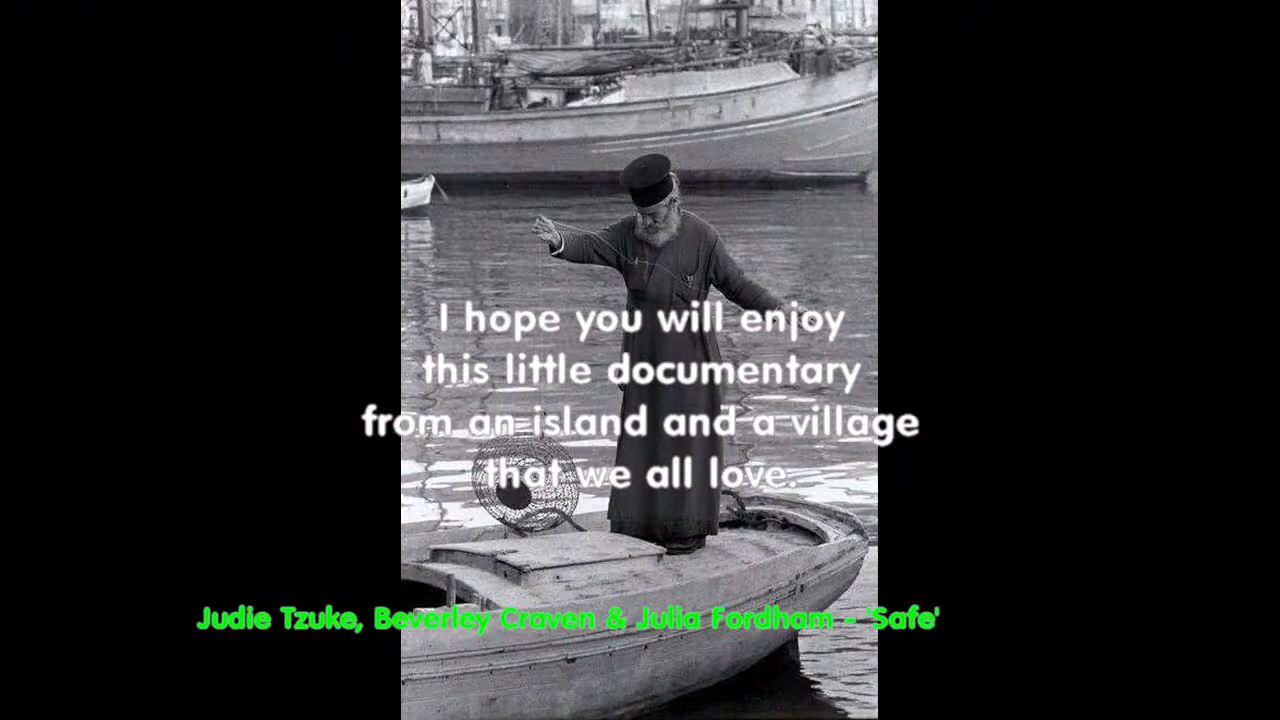 I hope you will enjoy
this little documentary
from an island and a village
that we all love.
Judie Tzuke, Beverley Craven & Julia Fordham - 'Safe'